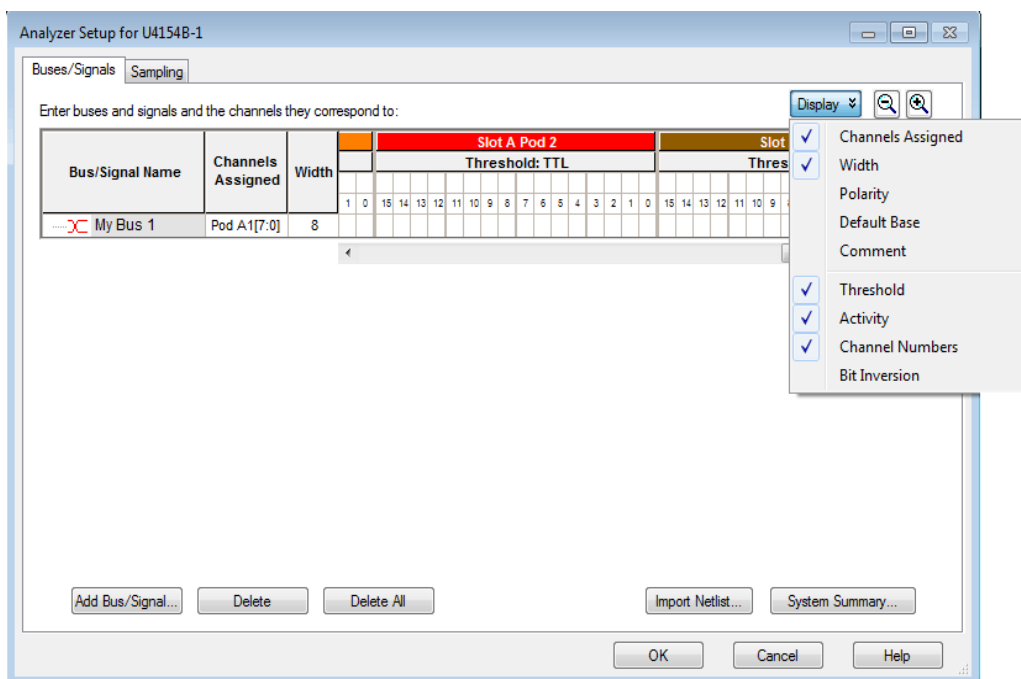 Analyzer Setup for U4154B-1
Buses/Signals Sampling
Enter buses and signals and the channels they correspond to:
Display
Bus/Signal Name Channels Assigned Width
Slot A Pod 2 Slot
Threshold: TTL Thres
1 0 15 14 13 12 11 10 9 8 7 6 5 4 3 2 1 0 15 14 13 12 11 10 9
My Bus 1 Pod A1[7:0] 8
Channels Assigned
Width
Polarity
Default Base
Comment
Threshold
Activity
Channel Numbers
Bit Inversion
Add Bus/Signal... Delete Delete All Import Netlist... System Summary...
OK Cancel Help